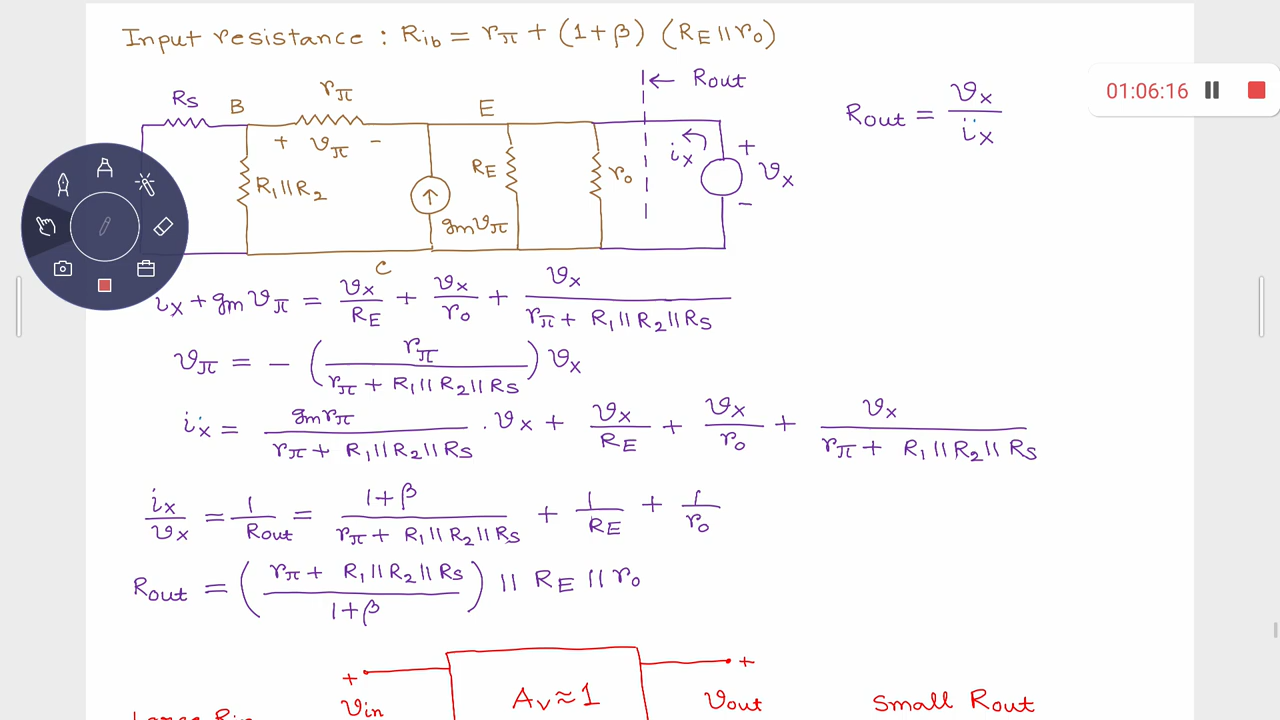 Input resistance : Rib = rπ + (1+β) (RE || ro)
← Rout
Rout = vx / ix
01:06:16
Rs
B
rπ
E
+ vπ -
R1 || R2
gm vπ
RE
ro
ix
+
vx
-
C
ix + gm vπ = vx / RE + vx / ro + vx / (rπ + R1 || R2 || Rs)
vπ = - (rπ / (rπ + R1 || R2 || Rs)) vx
ix = gm rπ / (rπ + R1 || R2 || Rs) . vx + vx / RE + vx / ro + vx / (rπ + R1 || R2 || Rs)
ix / vx = 1 / Rout = (1+β) / (rπ + R1 || R2 || Rs) + 1 / RE + 1 / ro
Rout = ((rπ + R1 || R2 || Rs) / (1+β)) || RE || ro
+
vin
Av ≈ 1
+
vout
Small Rout
Large Rin